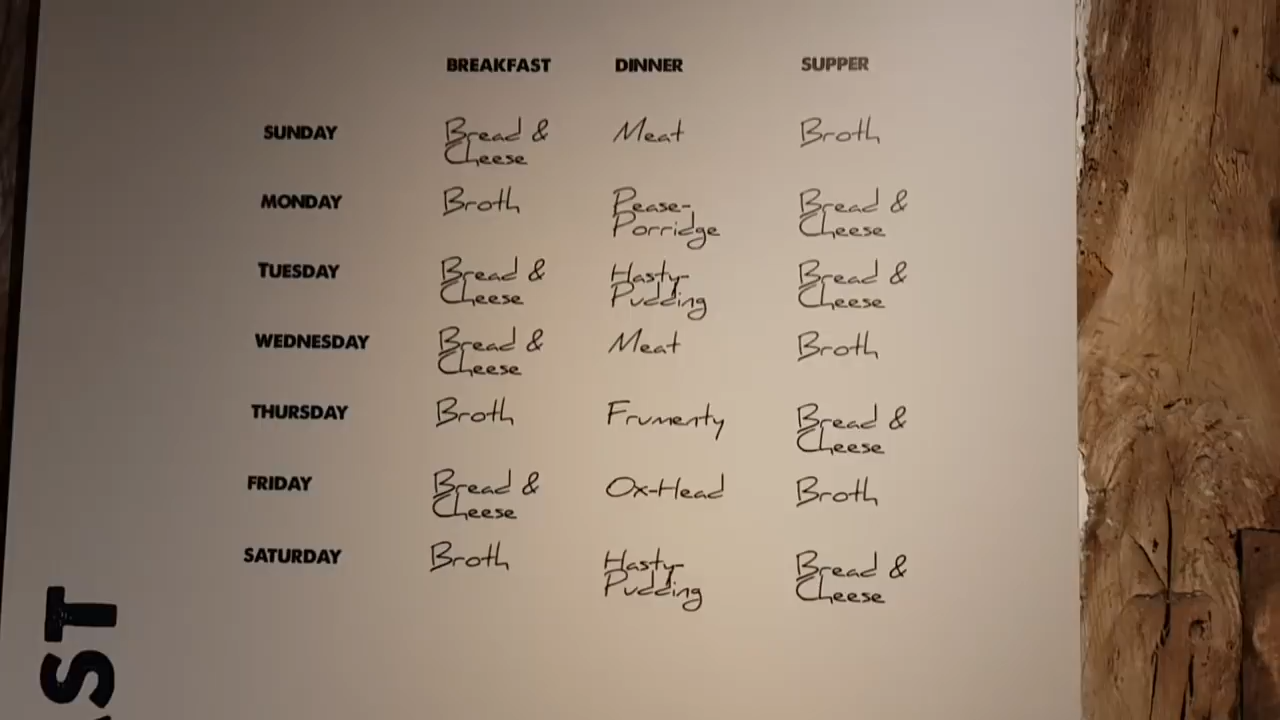 BREAKFAST DINNER SUPPER
SUNDAY Bread & Cheese Meat Broth
MONDAY Broth Pease-Porridge Bread & Cheese
TUESDAY Bread & Cheese Hasty-Pudding Bread & Cheese
WEDNESDAY Bread & Cheese Meat Broth
THURSDAY Broth Frumenty Bread & Cheese
FRIDAY Bread & Cheese Ox-Head Broth
SATURDAY Broth Hasty-Pudding Bread & Cheese